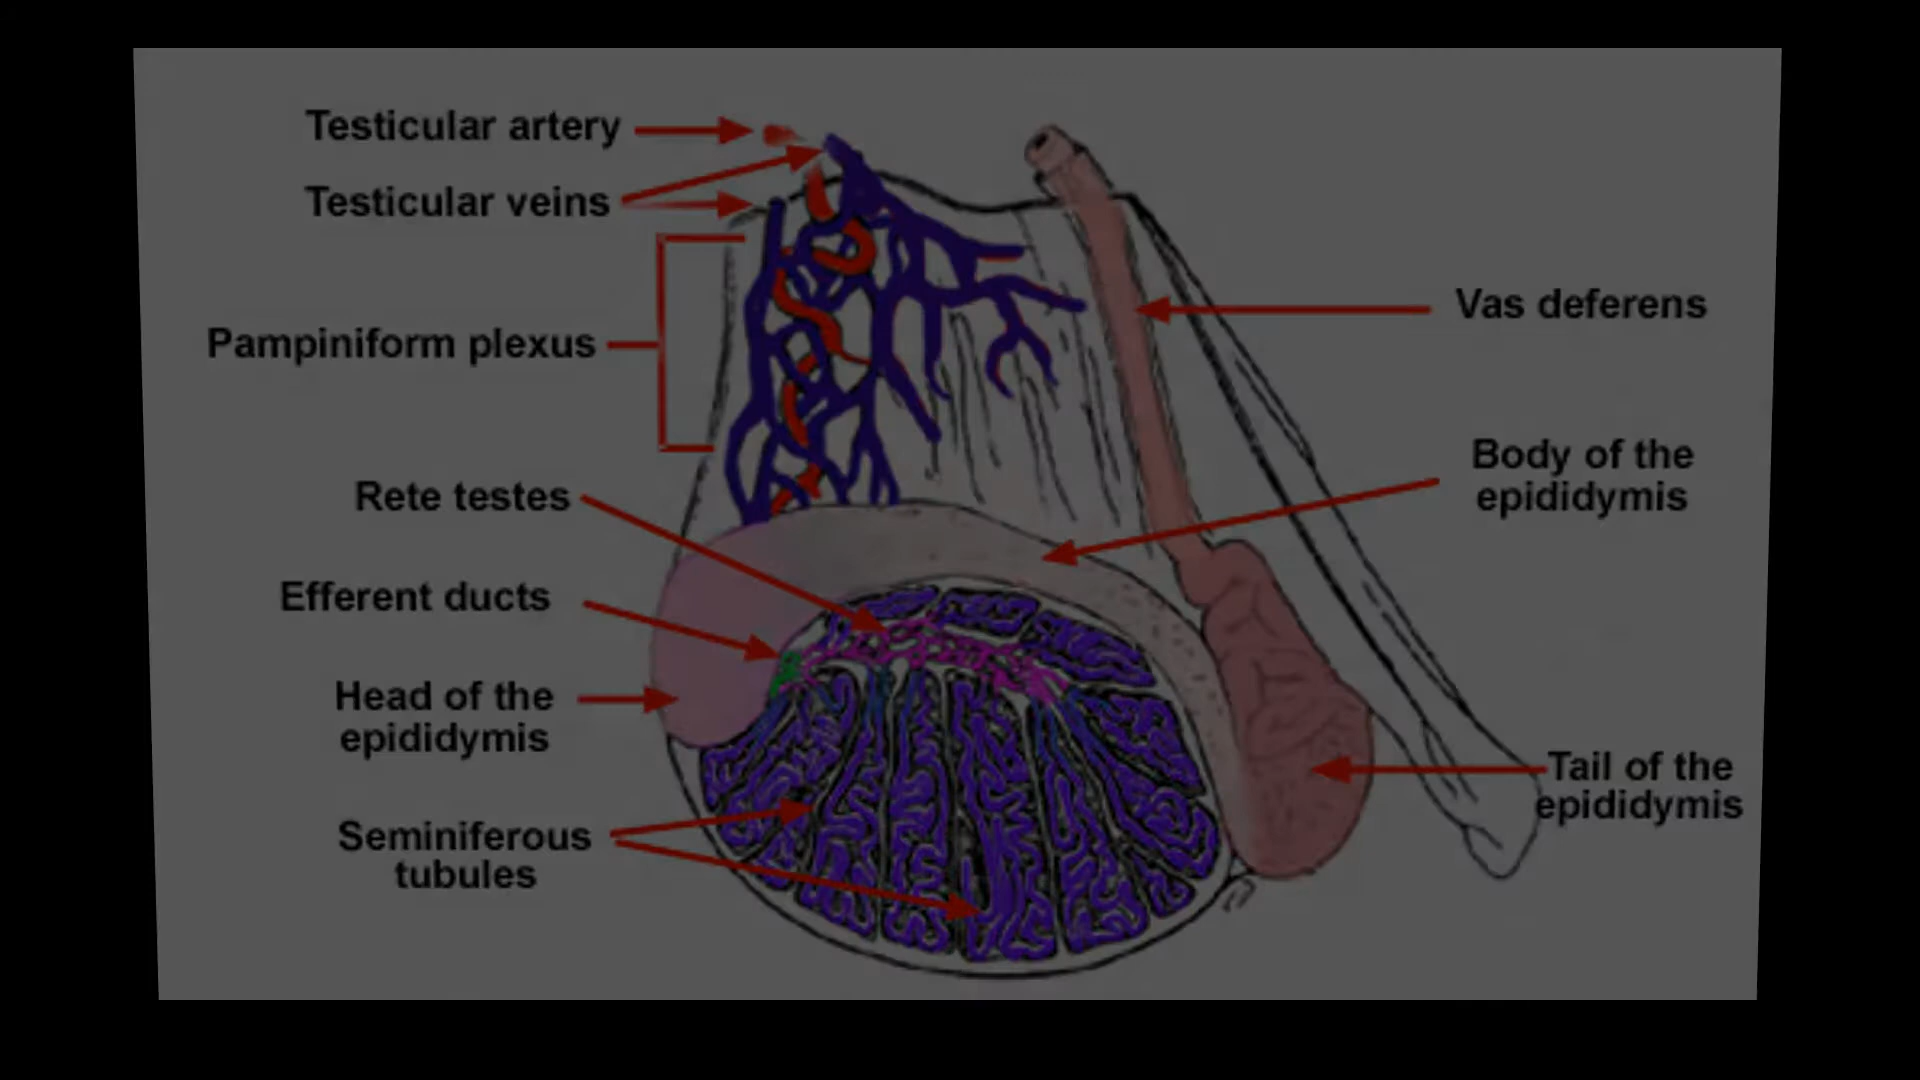 Testicular artery
Testicular veins
Pampiniform plexus
Rete testes
Efferent ducts
Head of the
epididymis
Seminiferous
tubules
Vas deferens
Body of the
epididymis
Tail of the
epididymis